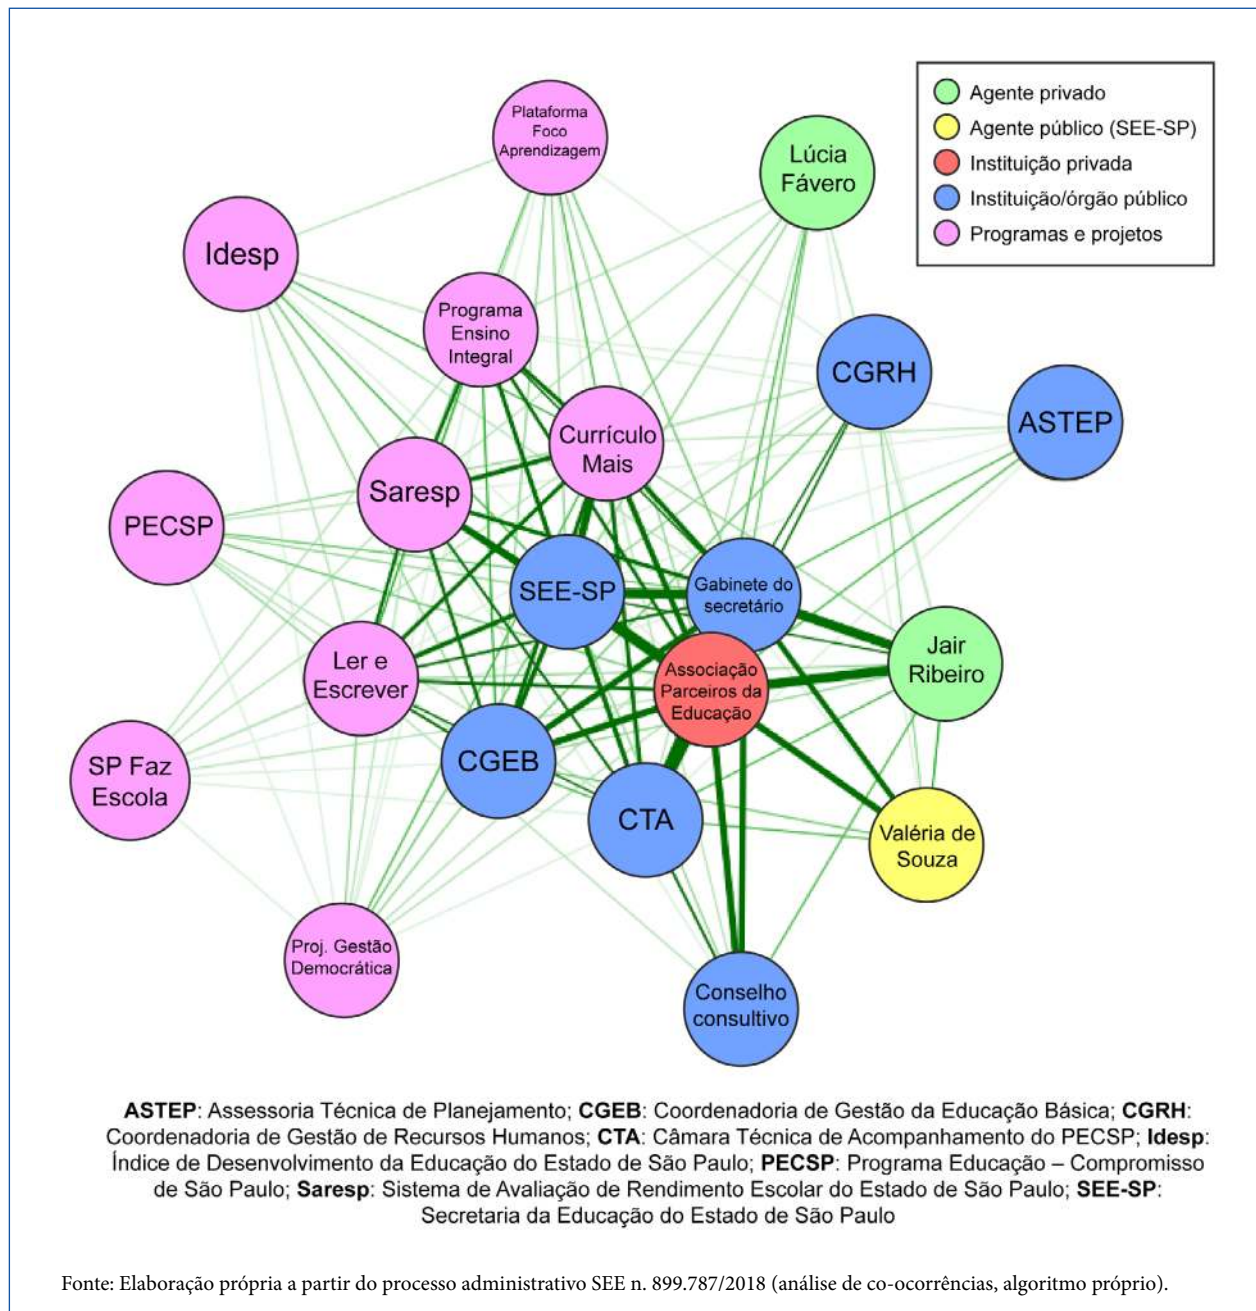 Plataforma
Foco
Aprendizagem
Lúcia
Fávero
Agente privado
Agente público (SEE-SP)
Instituição privada
Instituição/órgão público
Programas e projetos
Idesp
Programa
Ensino
Integral
CGRH
ASTEP
Currículo
Mais
Saresp
PECSP
SEE-SP
Gabinete do
secretário
Ler e
Escrever
Associação
Parceiros da
Educação
Jair
Ribeiro
SP Faz
Escola
CGEB
CTA
Valéria de
Souza
Proj. Gestão
Democrática
Conselho
consultivo
ASTEP: Assessoria Técnica de Planejamento; CGEB: Coordenadoria de Gestão da Educação Básica; CGRH:
Coordenadoria de Gestão de Recursos Humanos; CTA: Câmara Técnica de Acompanhamento do PECSP; Idesp:
Índice de Desenvolvimento da Educação do Estado de São Paulo; PECSP: Programa Educação – Compromisso
de São Paulo; Saresp: Sistema de Avaliação de Rendimento Escolar do Estado de São Paulo; SEE-SP:
Secretaria da Educação do Estado de São Paulo
Fonte: Elaboração própria a partir do processo administrativo SEE n. 899.787/2018 (análise de co-ocorrências, algoritmo próprio).